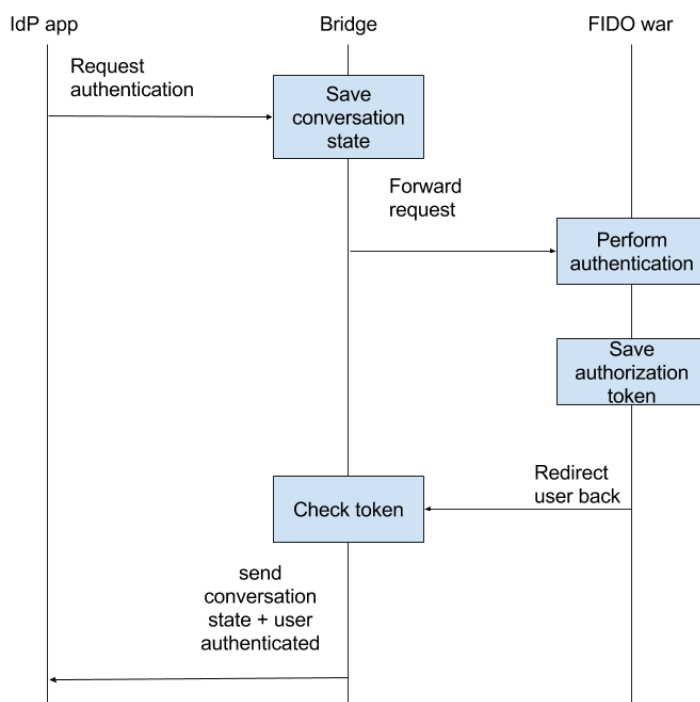 IdP app
Bridge
FIDO war
Request
authentication
Save
conversation
state
Forward
request
Perform
authentication
Save
authorization
token
Redirect
user back
Check token
send
conversation
state + user
authenticated